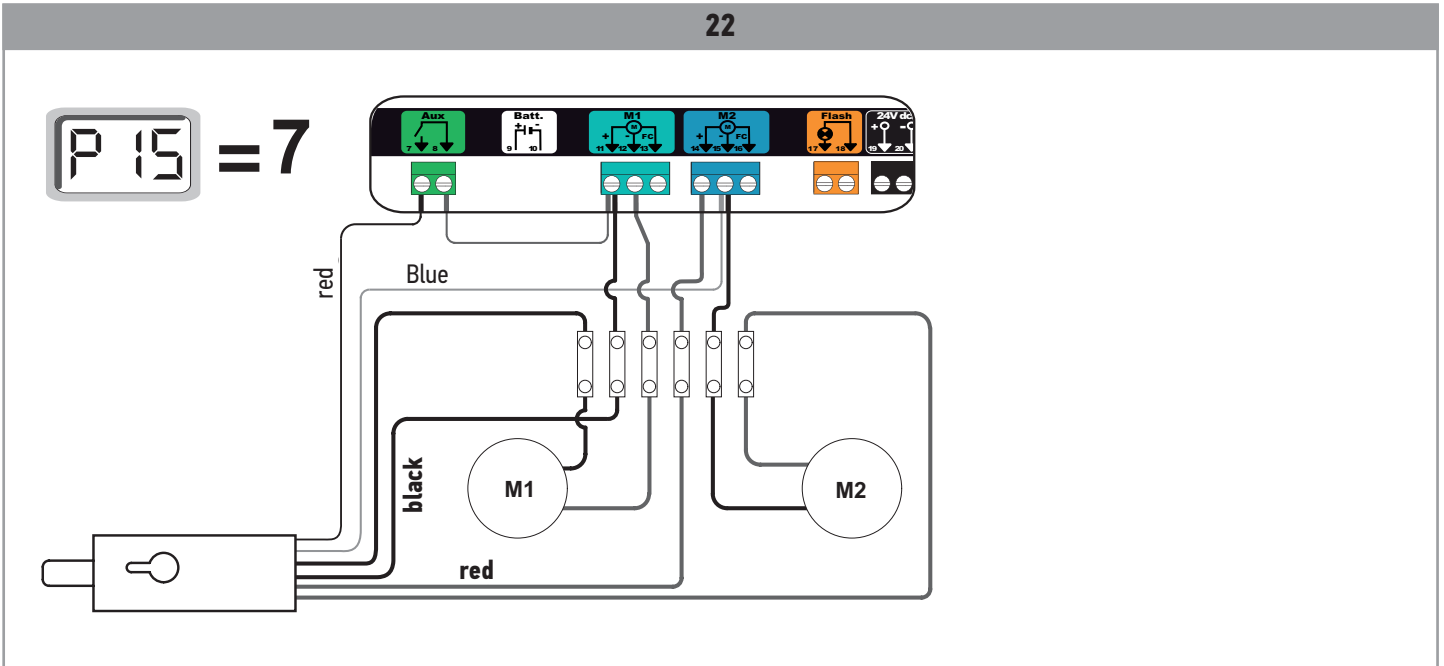 22
P15 = 7
Aux
7 8
Batt.
+ -
9 10
M1
M
+ - FC
11 12 13
M2
M
+ - FC
14 15 16
Flash
17 18
24V dc
+ -
19 20
red
Blue
black
M1
M2
red